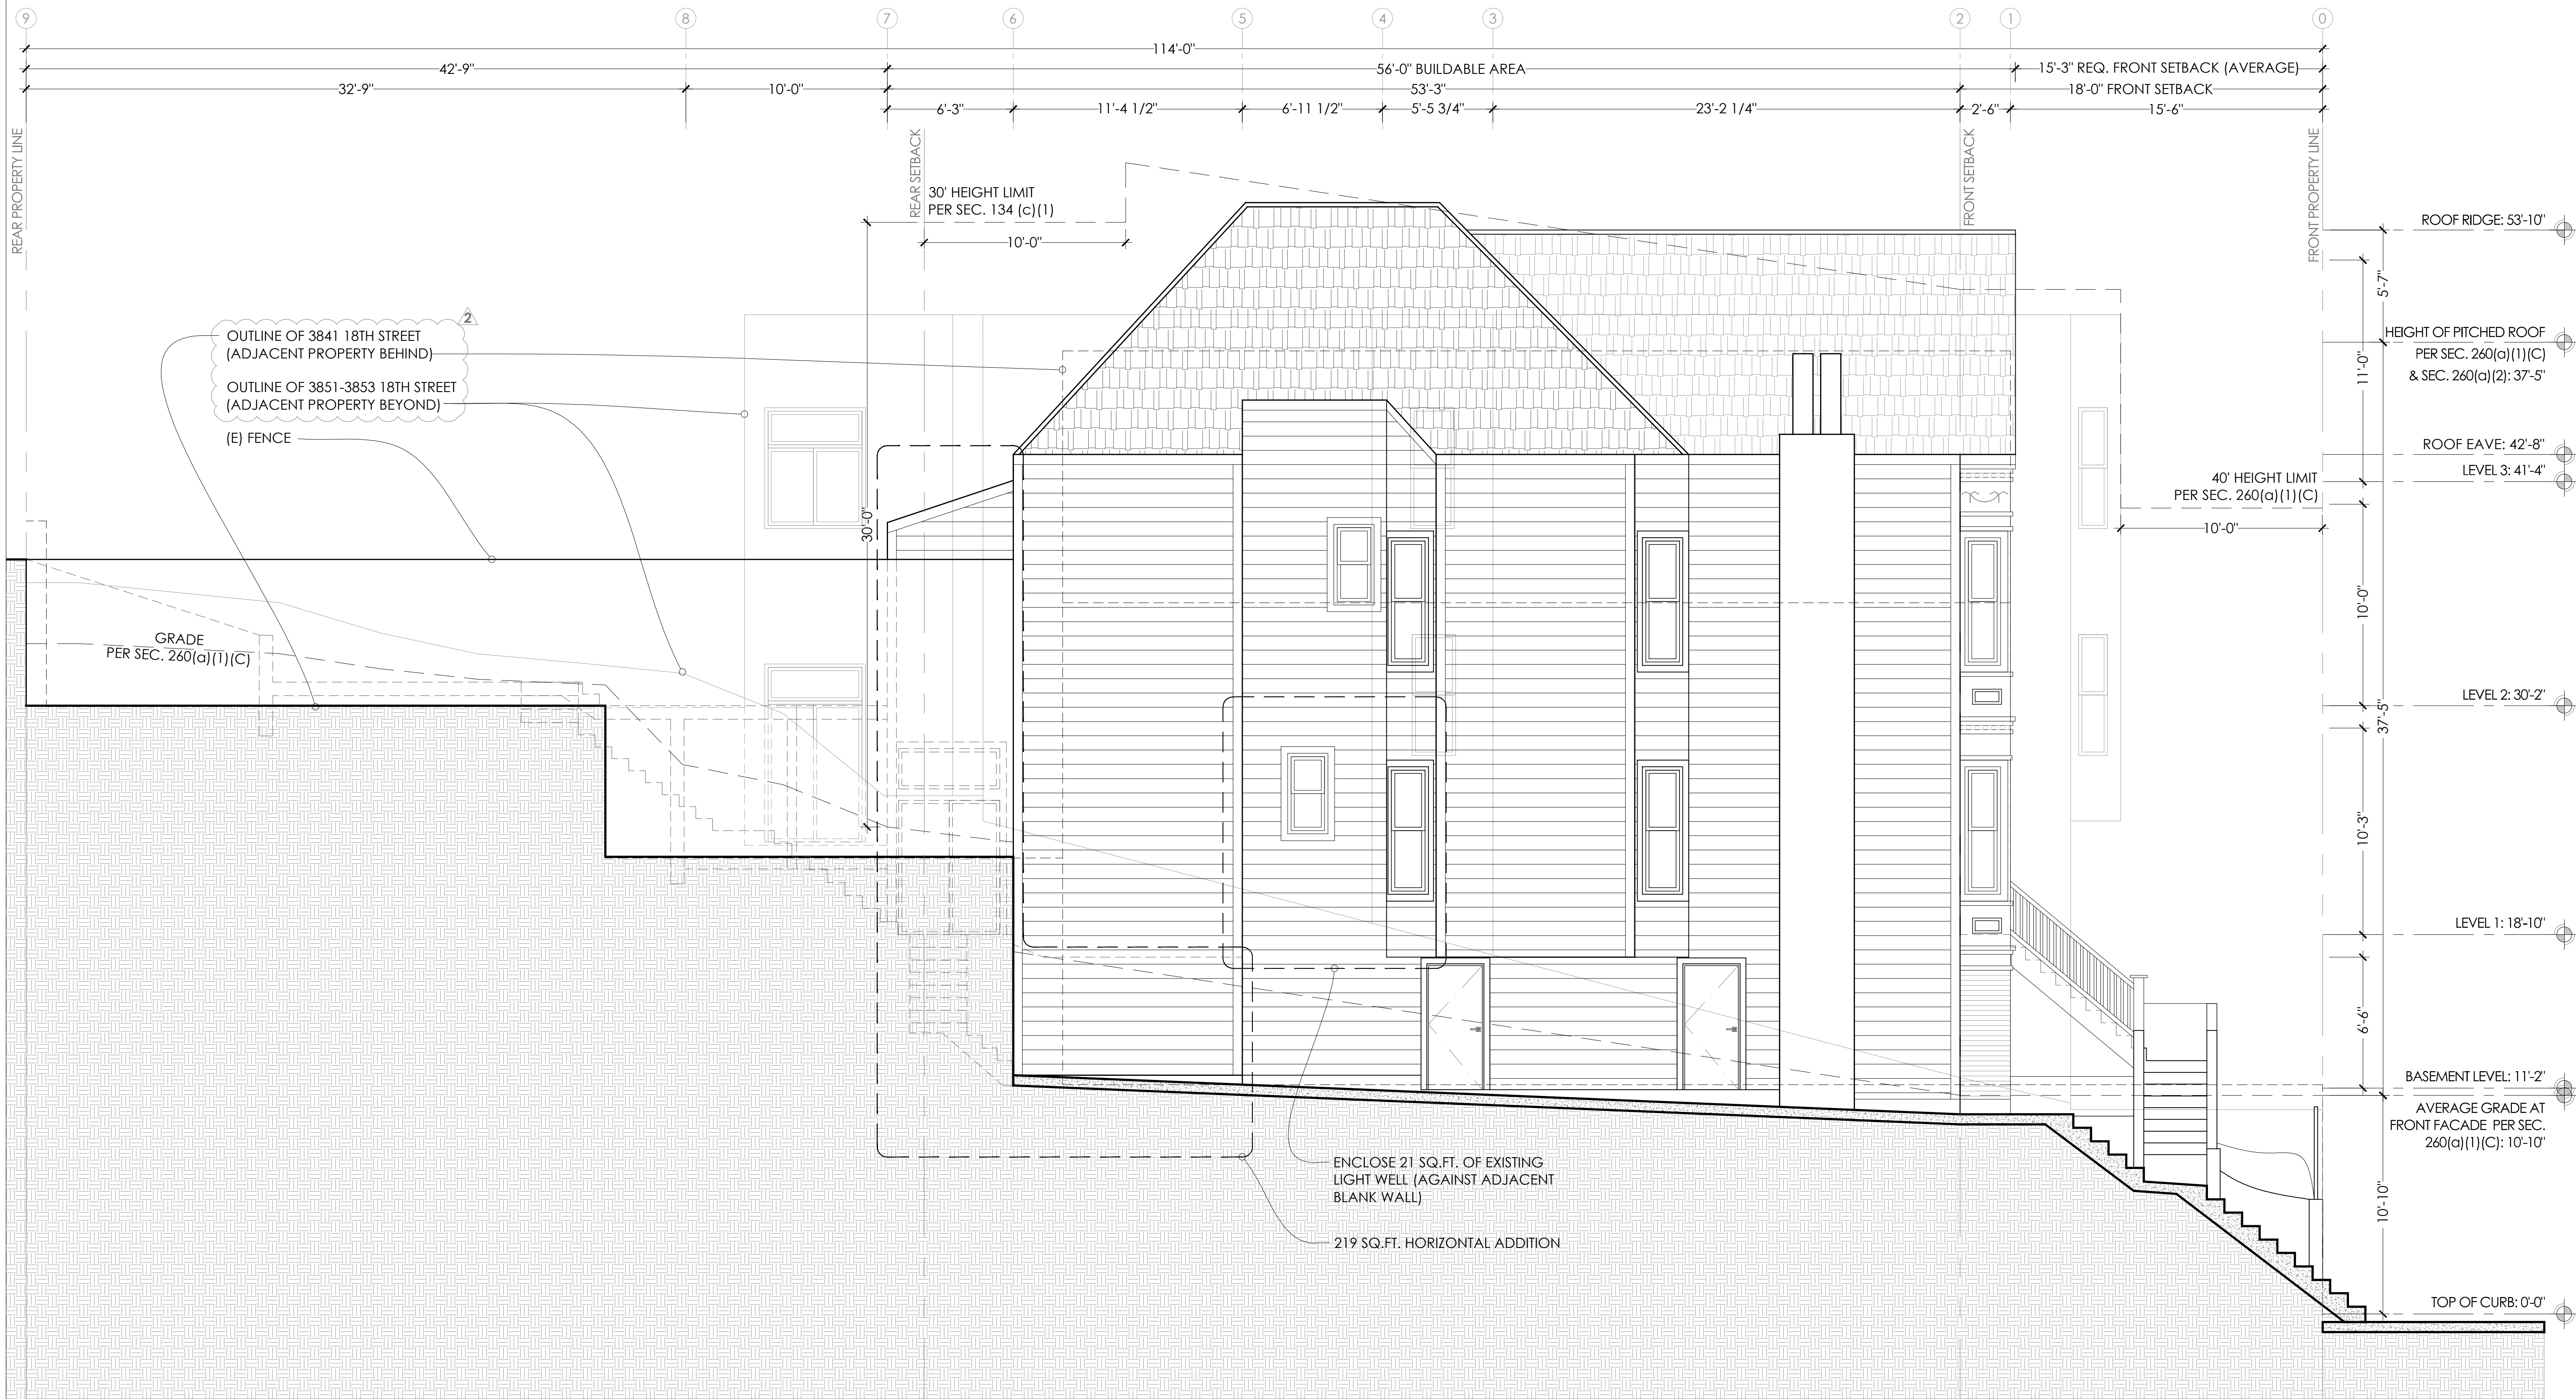 9
8
7
6
5
4
3
2
1
0
114'-0"
42'-9"
56'-0" BUILDABLE AREA
15'-3" REQ. FRONT SETBACK (AVERAGE)
32'-9"
10'-0"
53'-3"
18'-0" FRONT SETBACK
6'-3"
11'-4 1/2"
6'-11 1/2"
5'-5 3/4"
23'-2 1/4"
2'-6"
15'-6"
REAR PROPERTY LINE
REAR SETBACK
FRONT SETBACK
FRONT PROPERTY LINE
30' HEIGHT LIMIT
PER SEC. 134 (c)(1)
10'-0"
ROOF RIDGE: 53'-10"
5'-7"
2
OUTLINE OF 3841 18TH STREET
(ADJACENT PROPERTY BEHIND)
OUTLINE OF 3851-3853 18TH STREET
(ADJACENT PROPERTY BEYOND)
(E) FENCE
HEIGHT OF PITCHED ROOF
PER SEC. 260(a)(1)(C)
& SEC. 260(a)(2): 37'-5"
11'-0"
ROOF EAVE: 42'-8"
LEVEL 3: 41'-4"
40' HEIGHT LIMIT
PER SEC. 260(a)(1)(C)
10'-0"
30'-0"
10'-0"
GRADE
PER SEC. 260(a)(1)(C)
LEVEL 2: 30'-2"
37'-5"
10'-3"
LEVEL 1: 18'-10"
6'-6"
BASEMENT LEVEL: 11'-2"
AVERAGE GRADE AT
FRONT FACADE PER SEC.
260(a)(1)(C): 10'-10"
ENCLOSE 21 SQ.FT. OF EXISTING
LIGHT WELL (AGAINST ADJACENT
BLANK WALL)
10'-10"
219 SQ.FT. HORIZONTAL ADDITION
TOP OF CURB: 0'-0"